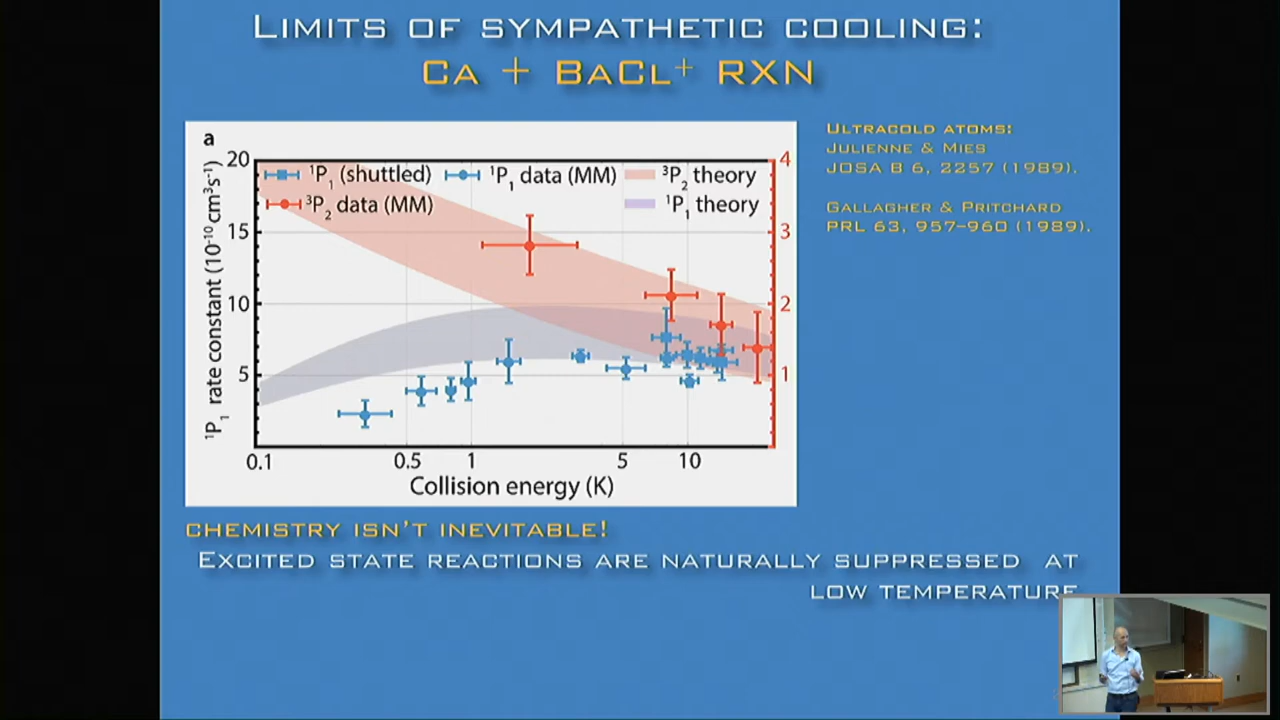 LIMITS OF SYMPATHETIC COOLING:
CA + BACL⁺ RXN
a
20
15
10
5
¹P₁ rate constant (10⁻¹⁰ cm³s⁻¹)
¹P₁ (shuttled)
¹P₁ data (MM)
³P₂ theory
³P₂ data (MM)
¹P₁ theory
4
3
2
1
0.1 0.5 1 5 10
Collision energy (K)
ULTRACOLD ATOMS:
JULIENNE & MIES
JOSA B 6, 2257 (1989).
GALLAGHER & PRITCHARD
PRL 63, 957–960 (1989).
CHEMISTRY ISN'T INEVITABLE!
EXCITED STATE REACTIONS ARE NATURALLY SUPPRESSED AT
LOW TEMPERATURE